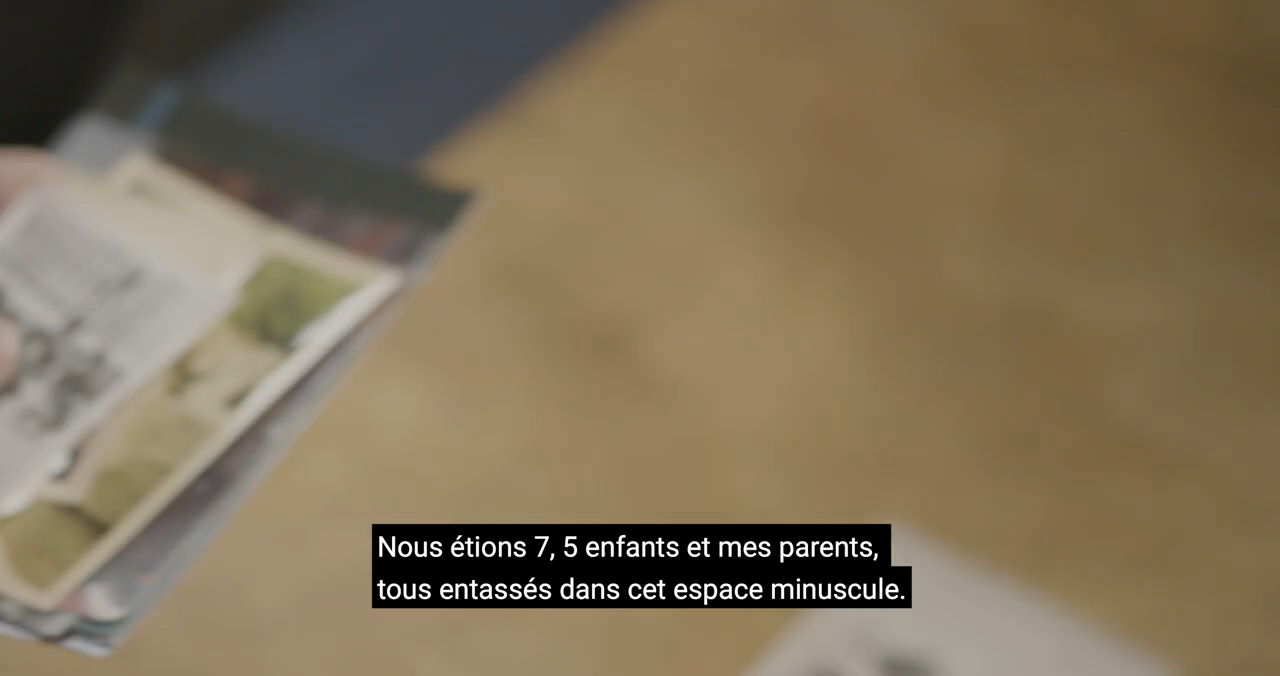 Nous étions 7, 5 enfants et mes parents,
tous entassés dans cet espace minuscule.